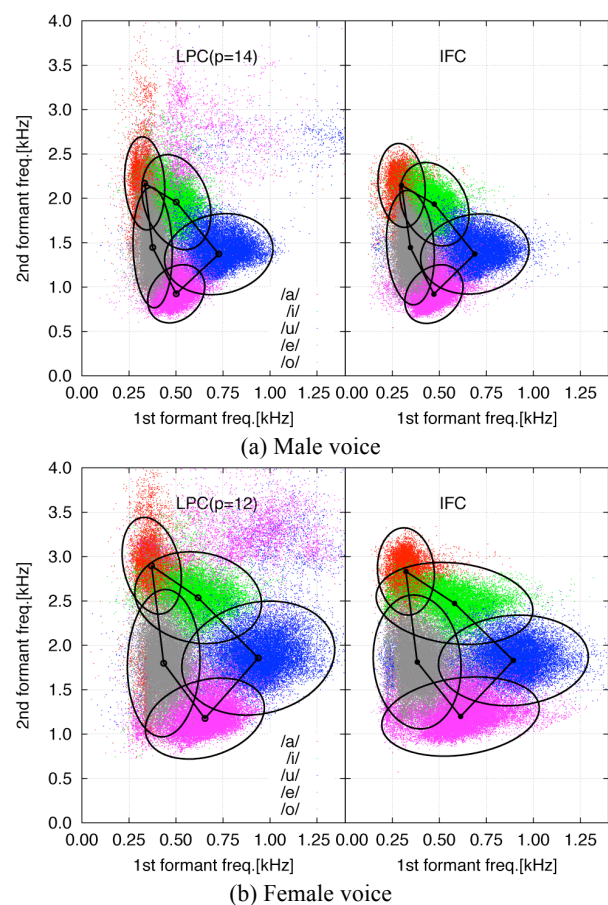 LPC(p=14)
IFC
2nd formant freq.[kHz]
4.0
3.5
3.0
2.5
2.0
1.5
1.0
0.5
0.0
/a/
/i/
/u/
/e/
/o/
0.00 0.25 0.50 0.75 1.00 1.25 0.00 0.25 0.50 0.75 1.00 1.25
1st formant freq.[kHz] 1st formant freq.[kHz]
(a) Male voice
LPC(p=12)
IFC
2nd formant freq.[kHz]
4.0
3.5
3.0
2.5
2.0
1.5
1.0
0.5
0.0
/a/
/i/
/u/
/e/
/o/
0.00 0.25 0.50 0.75 1.00 1.25 0.00 0.25 0.50 0.75 1.00 1.25
1st formant freq.[kHz] 1st formant freq.[kHz]
(b) Female voice